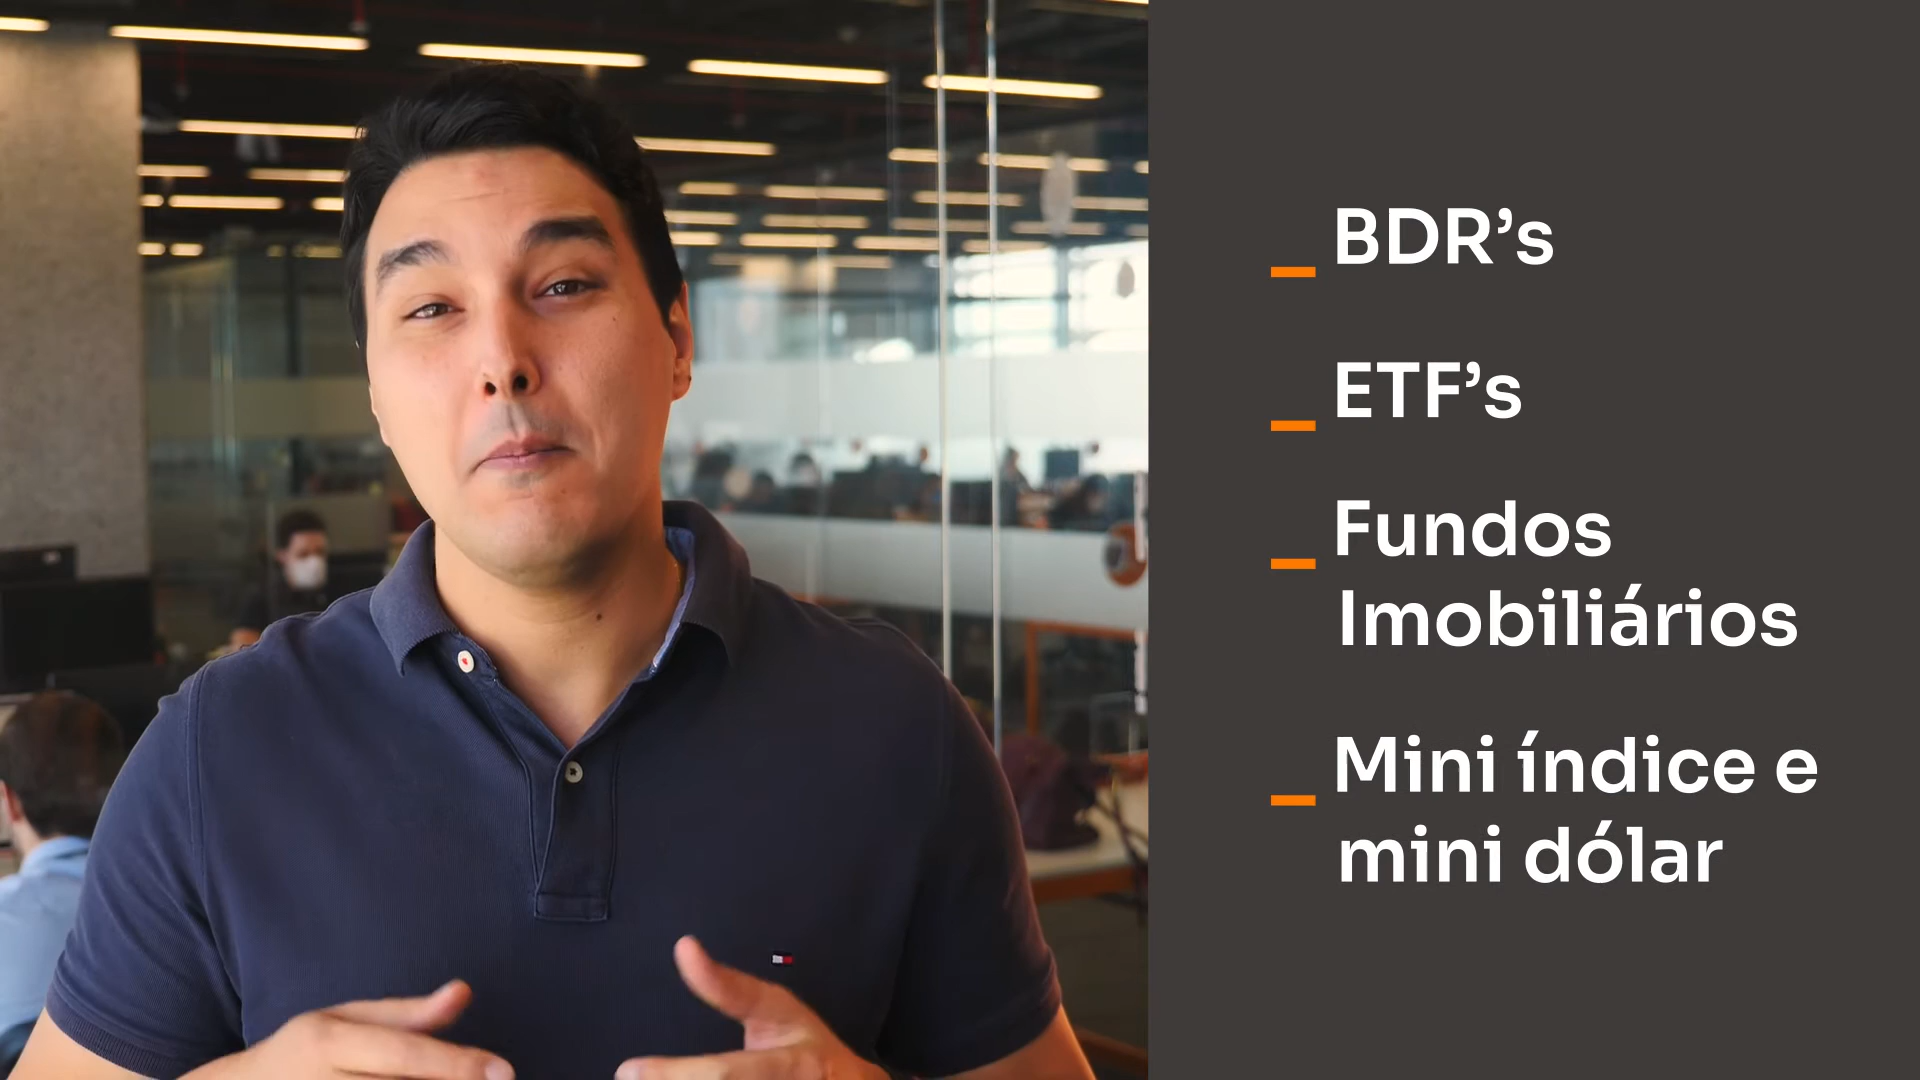 BDR’s
ETF’s
Fundos
Imobiliários
Mini índice e
mini dólar